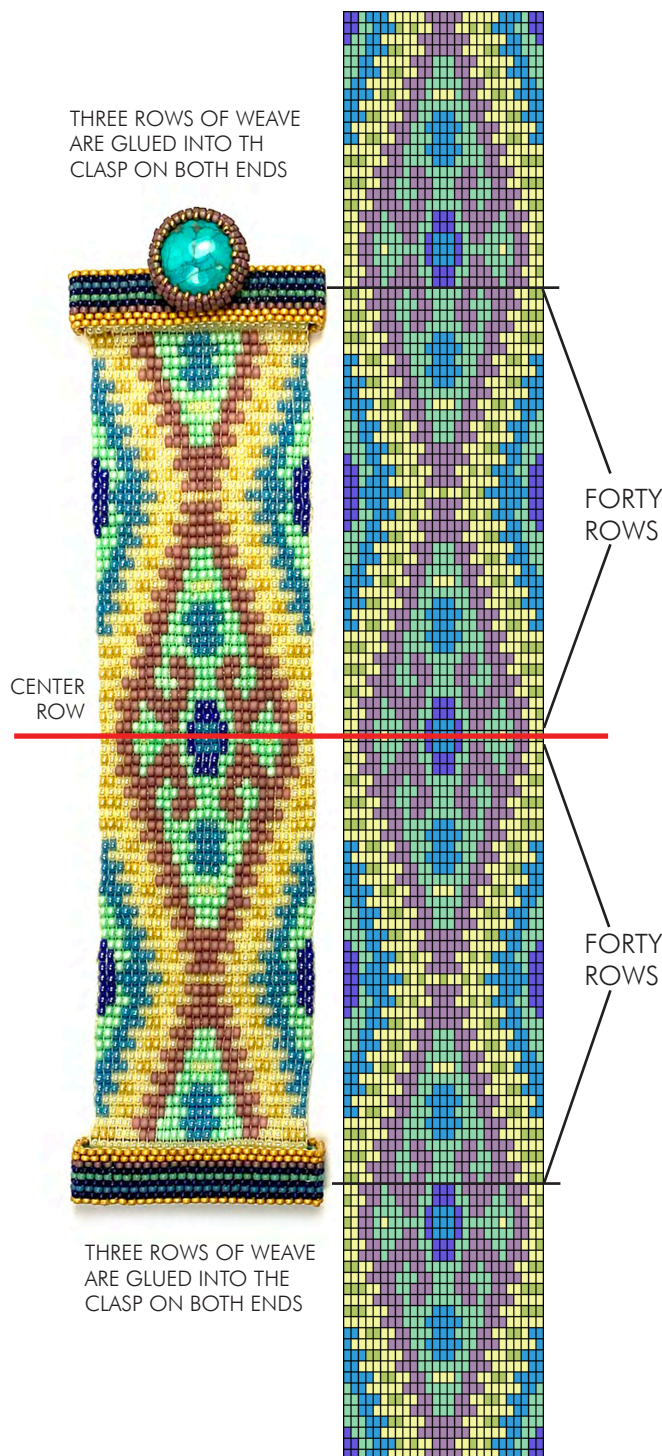 THREE ROWS OF WEAVE
ARE GLUED INTO TH
CLASP ON BOTH ENDS
FORTY
ROWS
CENTER
ROW
FORTY
ROWS
THREE ROWS OF WEAVE
ARE GLUED INTO THE
CLASP ON BOTH ENDS